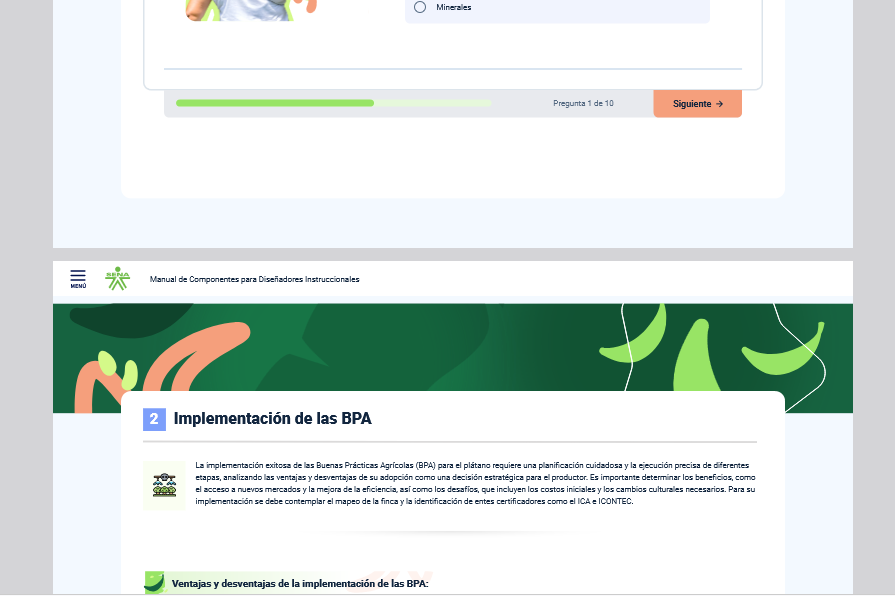 Minerales
Pregunta 1 de 10
Siguiente →
MENÚ
SENA
Manual de Componentes para Diseñadores Instruccionales
2 Implementación de las BPA
La implementación exitosa de las Buenas Prácticas Agrícolas (BPA) para el plátano requiere una planificación cuidadosa y la ejecución precisa de diferentes
etapas, analizando las ventajas y desventajas de su adopción como una decisión estratégica para el productor. Es importante determinar los beneficios, como
el acceso a nuevos mercados y la mejora de la eficiencia, así como los desafíos, que incluyen los costos iniciales y los cambios culturales necesarios. Para su
implementación se debe contemplar el mapeo de la finca y la identificación de entes certificadores como el ICA e ICONTEC.
Ventajas y desventajas de la implementación de las BPA: